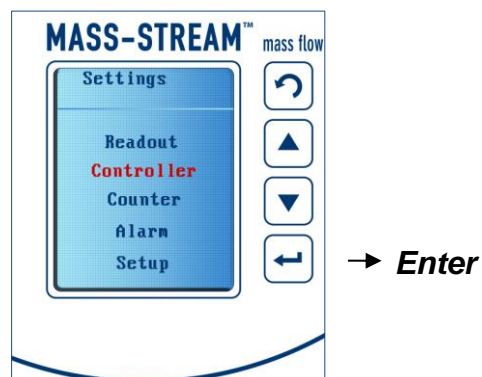 MASS-STREAM™ mass flow
Settings
Readout
Controller
Counter
Alarm
Setup
Enter